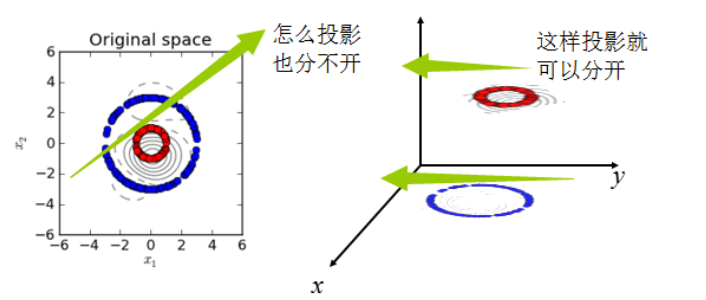 Original space
6
4
2
0
−2
−4
−6
x₂
−6 −4 −2 0 2 4 6
x₁
怎么投影
也分不开
这样投影就
可以分开
y
x